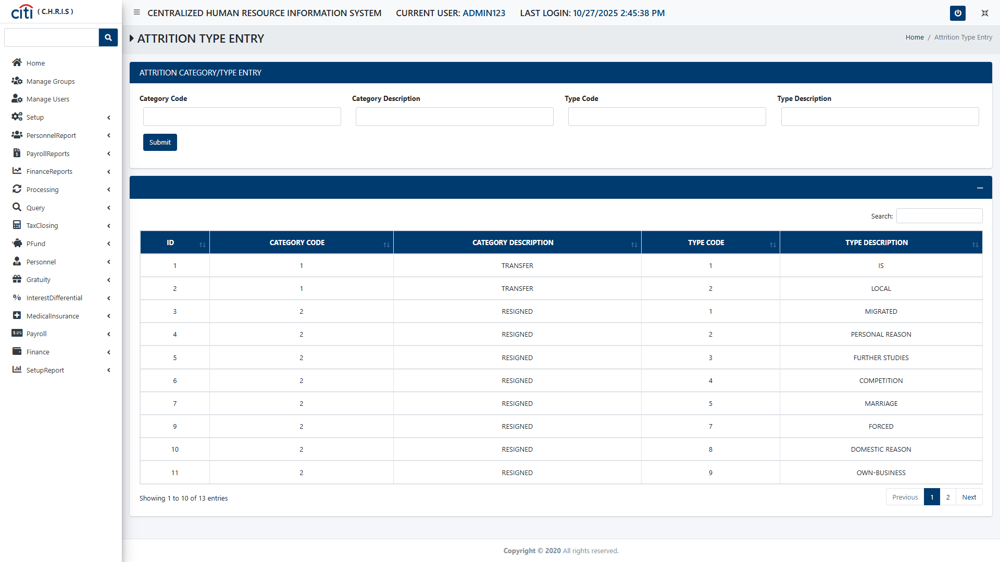 citi ( C.H.R.I.S )
CENTRALIZED HUMAN RESOURCE INFORMATION SYSTEM CURRENT USER: ADMIN123 LAST LOGIN: 10/27/2025 2:45:38 PM
ATTRITION TYPE ENTRY
Home / Attrition Type Entry
Home
Manage Groups
Manage Users
Setup
PersonnelReport
PayrollReports
FinanceReports
Processing
Query
TaxClosing
PFund
Personnel
Gratuity
InterestDifferential
MedicalInsurance
Payroll
Finance
SetupReport
ATTRITION CATEGORY/TYPE ENTRY
Category Code Category Description Type Code Type Description
Submit
Search:
ID CATEGORY CODE CATEGORY DESCRIPTION TYPE CODE TYPE DESCRIPTION
1 1 TRANSFER 1 IS
2 1 TRANSFER 2 LOCAL
3 2 RESIGNED 1 MIGRATED
4 2 RESIGNED 2 PERSONAL REASON
5 2 RESIGNED 3 FURTHER STUDIES
6 2 RESIGNED 4 COMPETITION
7 2 RESIGNED 5 MARRIAGE
9 2 RESIGNED 7 FORCED
10 2 RESIGNED 8 DOMESTIC REASON
11 2 RESIGNED 9 OWN-BUSINESS
Showing 1 to 10 of 13 entries
Previous 1 2 Next
Copyright © 2020 All rights reserved.